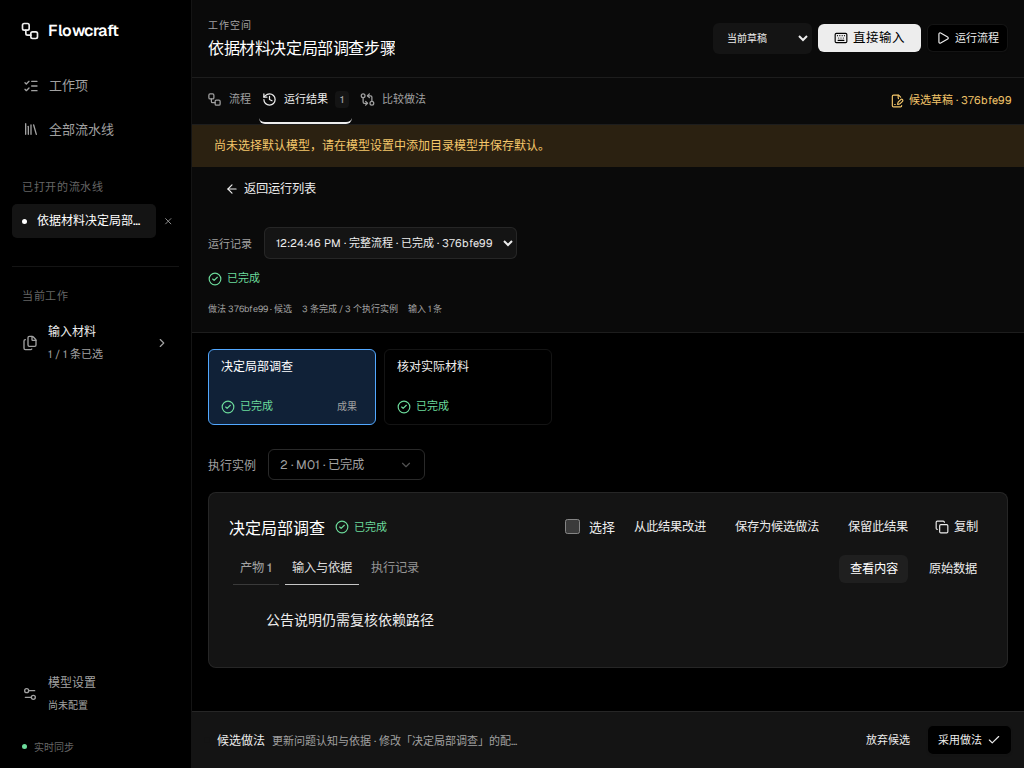 Flowcraft
工作项
全部流水线
已打开的流水线
依据材料决定局部...
当前工作
输入材料
1 / 1 条已选
模型设置
尚未配置
实时同步
工作空间
依据材料决定局部调查步骤
当前草稿
直接输入
运行流程
流程
运行结果 1
比较做法
候选草稿 · 376bfe99
尚未选择默认模型，请在模型设置中添加目录模型并保存默认。
返回运行列表
运行记录
12:24:46 PM · 完整流程 · 已完成 · 376bfe99
已完成
做法 376bfe99 · 候选 3 条完成 / 3 个执行实例 输入 1 条
决定局部调查
已完成 成果
核对实际材料
已完成
执行实例
2 · M01 · 已完成
决定局部调查 已完成
选择
从此结果改进
保存为候选做法
保留此结果
复制
产物 1
输入与依据
执行记录
查看内容
原始数据
公告说明仍需复核依赖路径
候选做法 更新问题认知与依据 · 修改「决定局部调查」的配...
放弃候选
采用做法